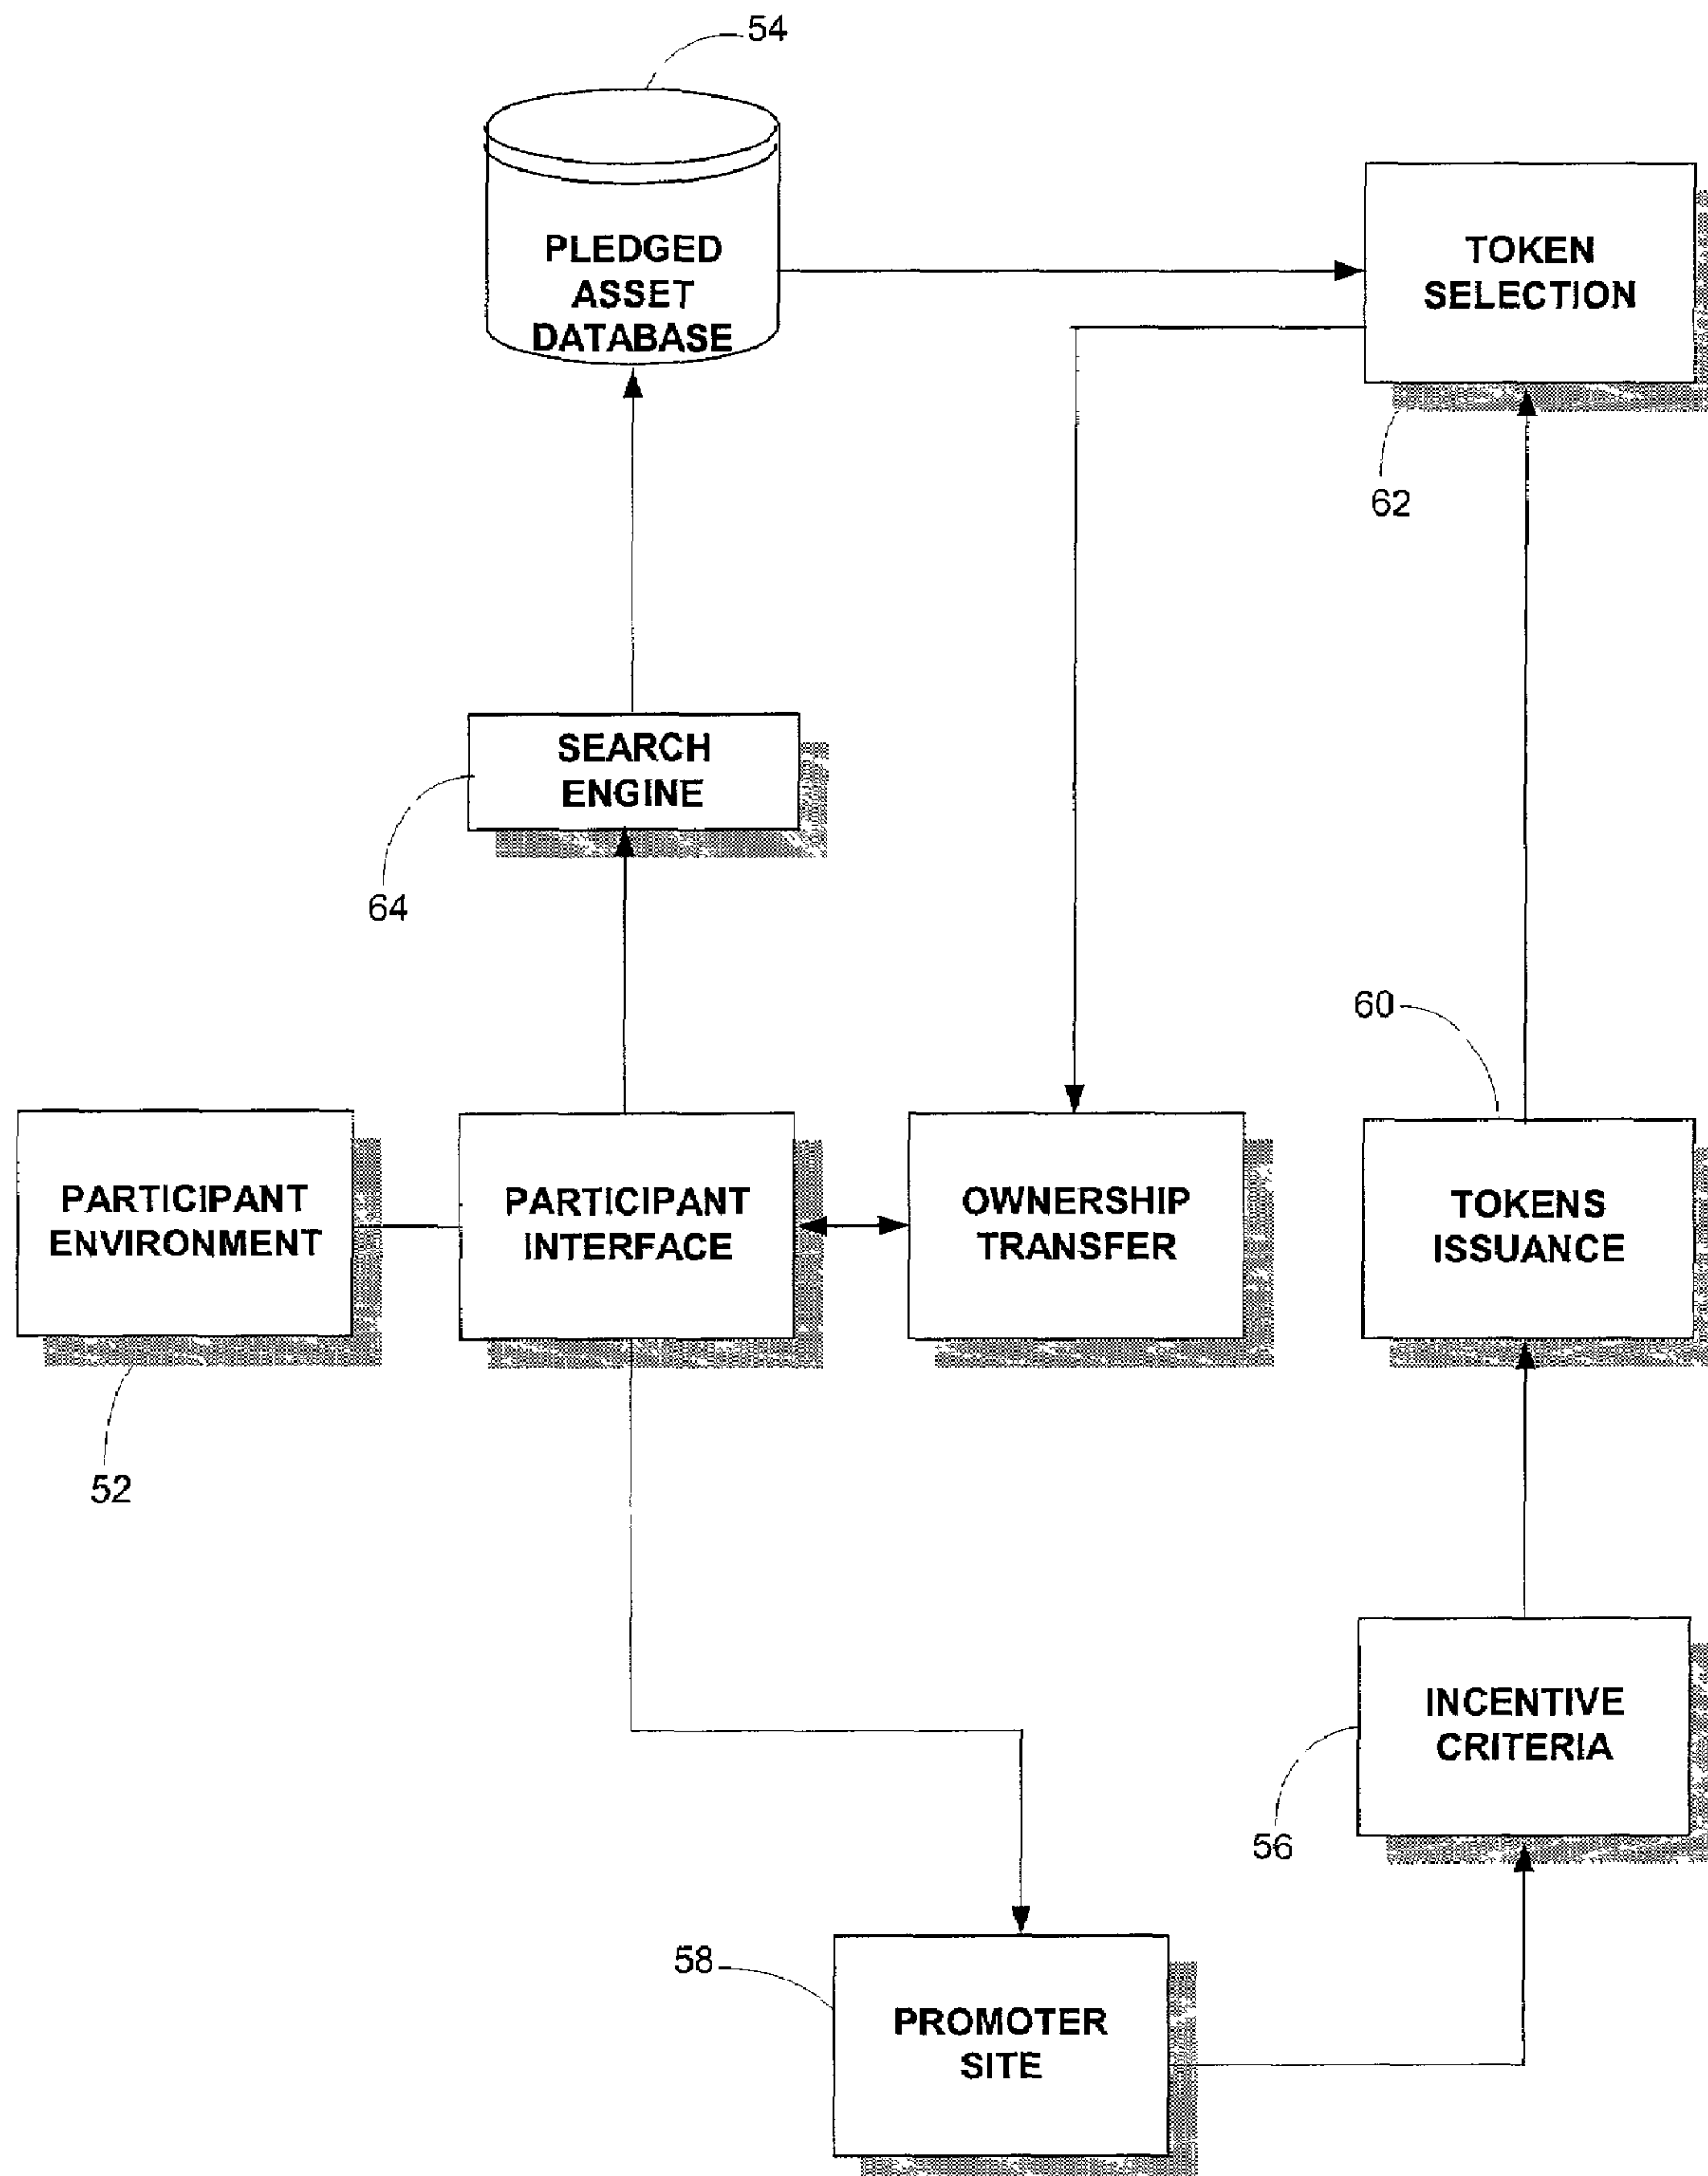 54
PLEDGED
ASSET
DATABASE
TOKEN
SELECTION
62
SEARCH
ENGINE
64
60
PARTICIPANT
ENVIRONMENT
PARTICIPANT
INTERFACE
OWNERSHIP
TRANSFER
TOKENS
ISSUANCE
52
INCENTIVE
CRITERIA
56
58
PROMOTER
SITE